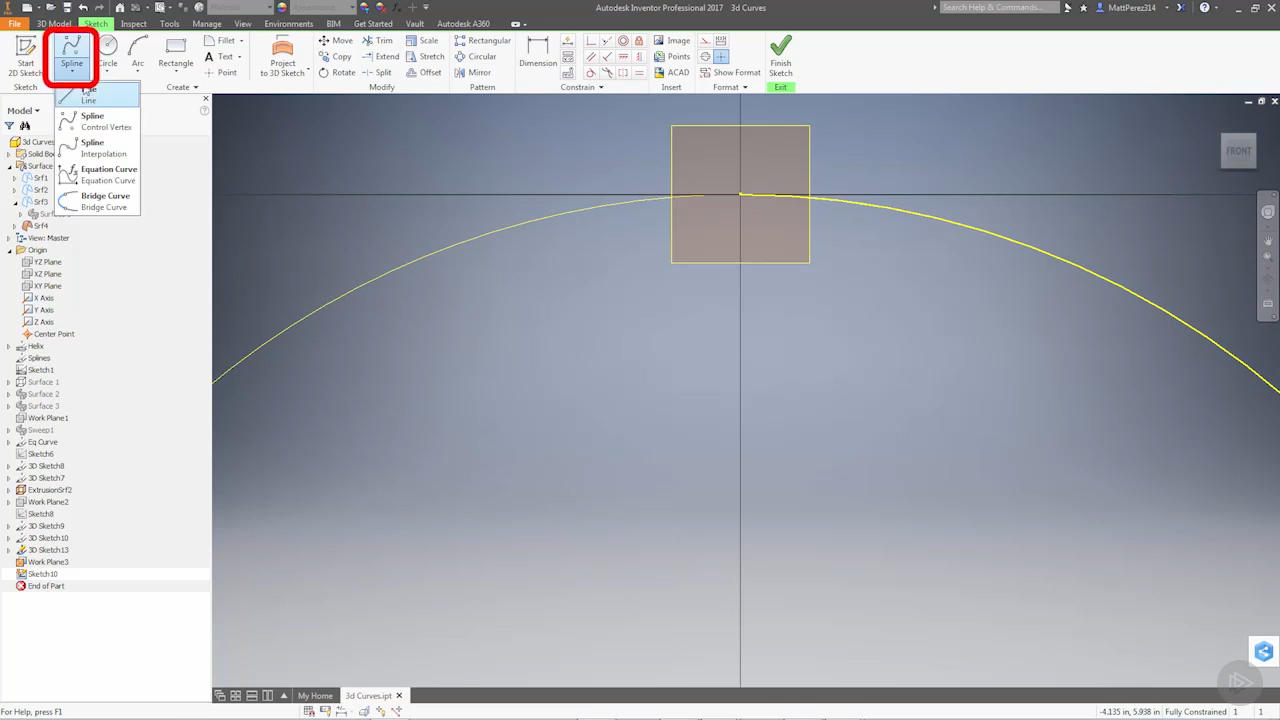 Autodesk Inventor Professional 2017   3d Curves
Search Help & Commands...
MattPerez314
File
3D Model
Sketch
Inspect
Tools
Manage
View
Environments
BIM
Get Started
Vault
Autodesk A360
Start
2D Sketch
Spline
Circle
Arc
Rectangle
Fillet
Text
Point
Project
to 3D Sketch
Move
Copy
Rotate
Trim
Extend
Split
Scale
Stretch
Offset
Rectangular
Circular
Mirror
Dimension
Image
Points
ACAD
Show Format
Finish
Sketch
Sketch
Create
Modify
Pattern
Constrain
Insert
Format
Exit
Line
Spline
Control Vertex
Spline
Interpolation
Equation Curve
Equation Curve
Bridge Curve
Bridge Curve
Model
3d Curves
Solid Bo
Surface
Srf1
Srf2
Srf3
Srf4
View: Master
Origin
YZ Plane
XZ Plane
XY Plane
X Axis
Y Axis
Z Axis
Center Point
Helix
Splines
Sketch1
Surface 1
Surface 2
Surface 3
Work Plane1
Sweep1
Eq Curve
Sketch6
3D Sketch8
3D Sketch7
ExtrusionSrf2
Work Plane2
Sketch8
3D Sketch9
3D Sketch10
3D Sketch13
Work Plane3
Sketch10
End of Part
FRONT
My Home
3d Curves.ipt
For Help, press F1
-4.135 in, 5.938 in
Fully Constrained
1
1